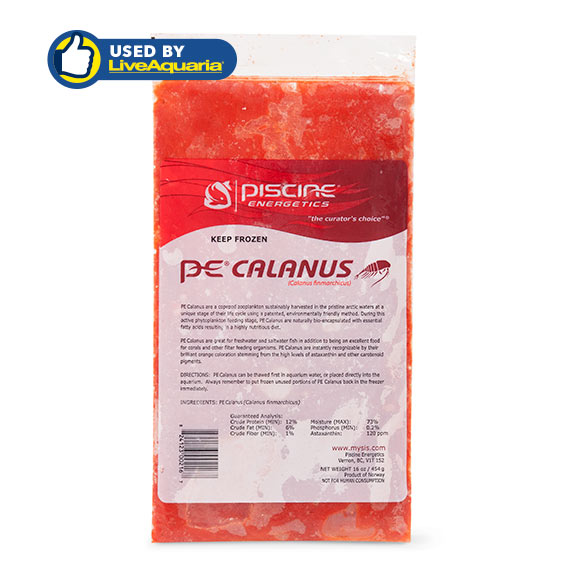 USED BY
LiveAquaria®
PISCINE®
ENERGETICS
"the curator's choice"®
KEEP FROZEN
PE® CALANUS
(Calanus finmarchicus)
PE Calanus are a copepod zooplankton sustainably harvested in the pristine arctic waters at a
unique stage of their life cycle using a patented, environmentally friendly method. During this
active phytoplankton feeding stage, PE Calanus are naturally bio-encapsulated with essential
fatty acids resulting in a highly nutritious diet.
PE Calanus are great for freshwater and saltwater fish in addition to being an excellent food
for corals and other filter feeding organisms. PE Calanus are instantly recognizable by their
brilliant orange coloration stemming from the high levels of astaxanthin and other carotenoid
pigments.
DIRECTIONS: PE Calanus can be thawed first in aquarium water, or placed directly into the
aquarium. Always remember to put frozen unused portions of PE Calanus back in the freezer
immediately.
INGREDIENTS: PE Calanus (Calanus finmarchicus)
Guaranteed Analysis:
Crude Protein (MIN): 12% Moisture (MAX): 73%
Crude Fat (MIN): 6% Phosphorus (MIN): 0.2%
Crude Fiber (MIN): 1% Astaxanthin: 120 ppm
www.mysis.com
Piscine Energetics
Vernon, BC, V1T 1S2
NET WEIGHT 16 oz / 454 g
Product of Norway
NOT FOR HUMAN CONSUMPTION